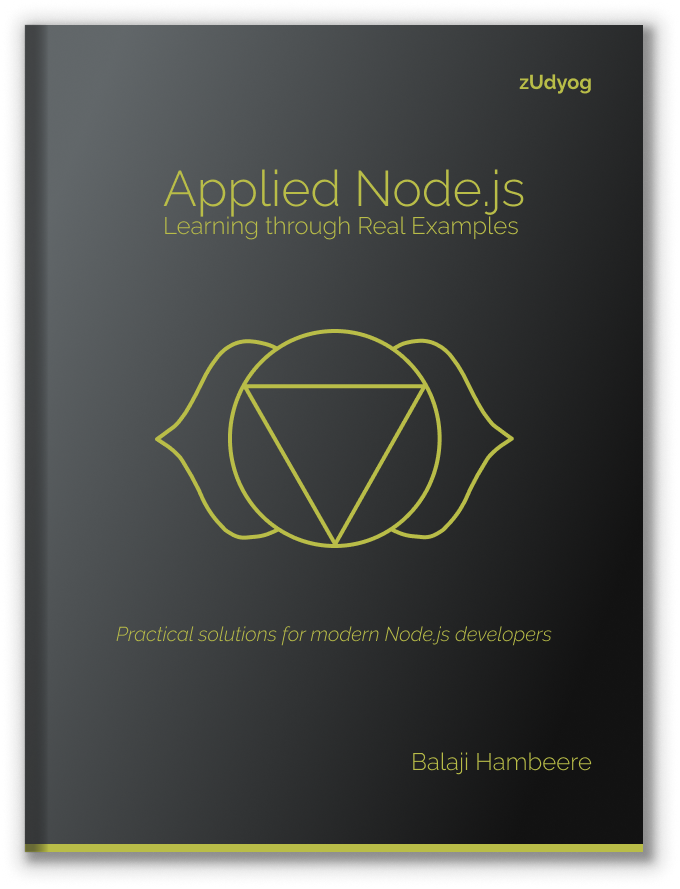 zUdyog
Applied Node.js
Learning through Real Examples
Practical solutions for modern Node.js developers
Balaji Hambeere